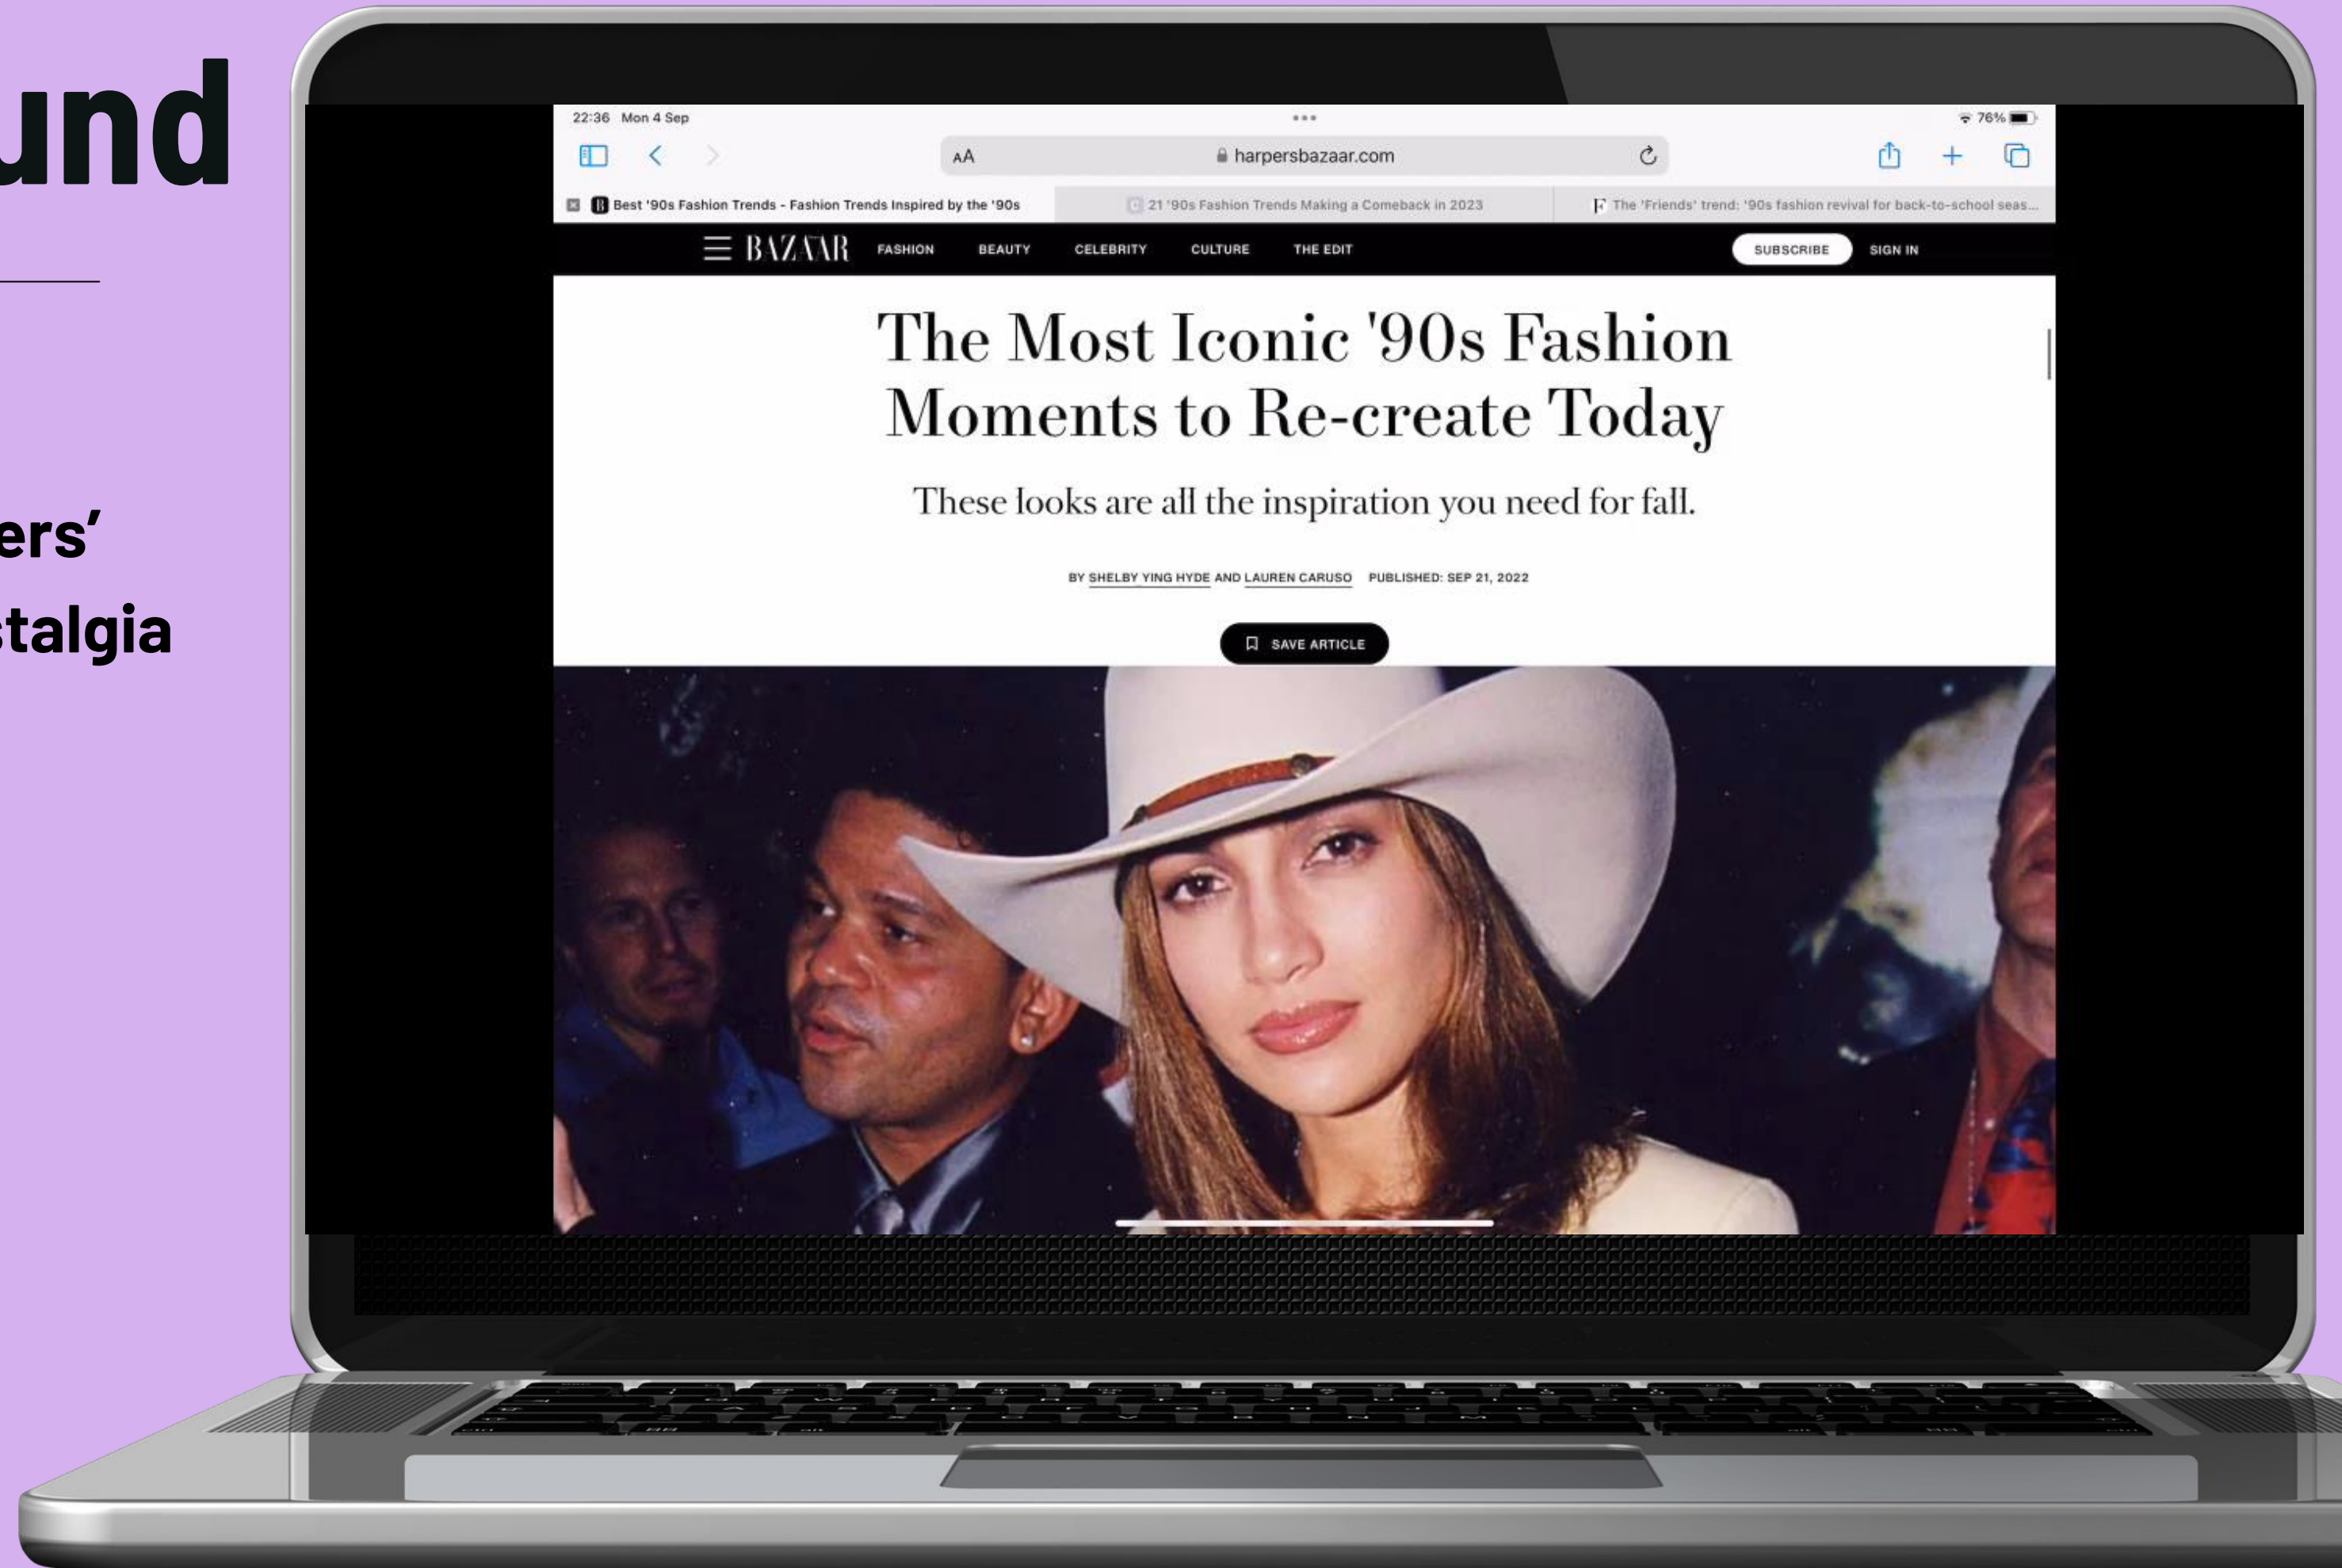 und
ers’
stalgia
22:36 Mon 4 Sep
76%
AA harpersbazaar.com
Best '90s Fashion Trends - Fashion Trends Inspired by the '90s
21 '90s Fashion Trends Making a Comeback in 2023
The 'Friends' trend: '90s fashion revival for back-to-school seas...
BAZAAR FASHION BEAUTY CELEBRITY CULTURE THE EDIT SUBSCRIBE SIGN IN
The Most Iconic '90s Fashion
Moments to Re-create Today
These looks are all the inspiration you need for fall.
BY SHELBY YING HYDE AND LAUREN CARUSO PUBLISHED: SEP 21, 2022
SAVE ARTICLE